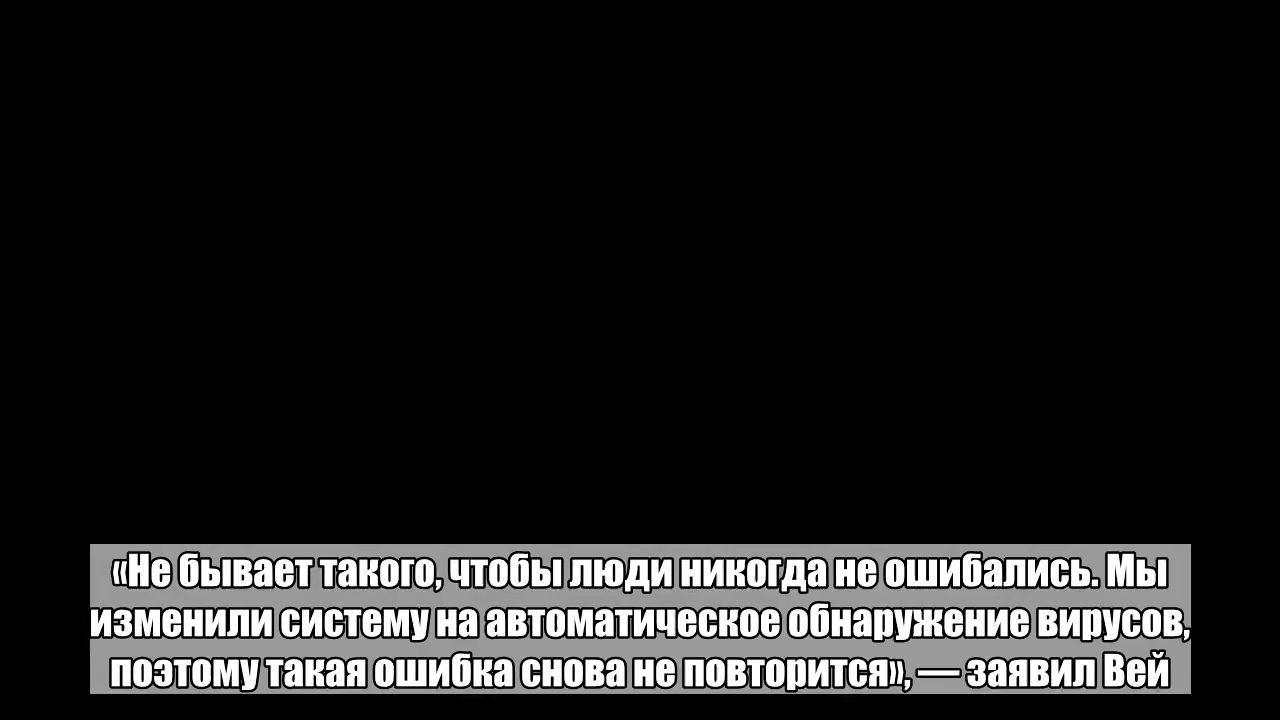 «Не бывает такого, чтобы люди никогда не ошибались. Мы
изменили систему на автоматическое обнаружение вирусов,
поэтому такая ошибка снова не повторится», — заявил Вей